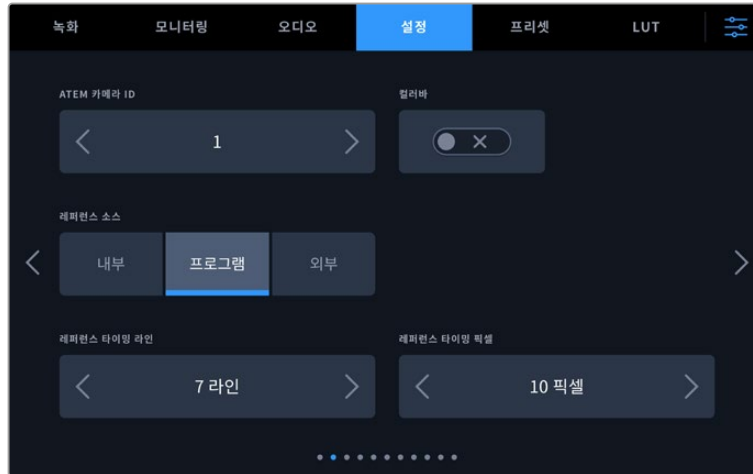 녹화 모니터링 오디오 설정 프리셋 LUT
ATEM 카메라 ID 컬러바
1
레퍼런스 소스
내부 프로그램 외부
레퍼런스 타이밍 라인 레퍼런스 타이밍 픽셀
7 라인 10 픽셀